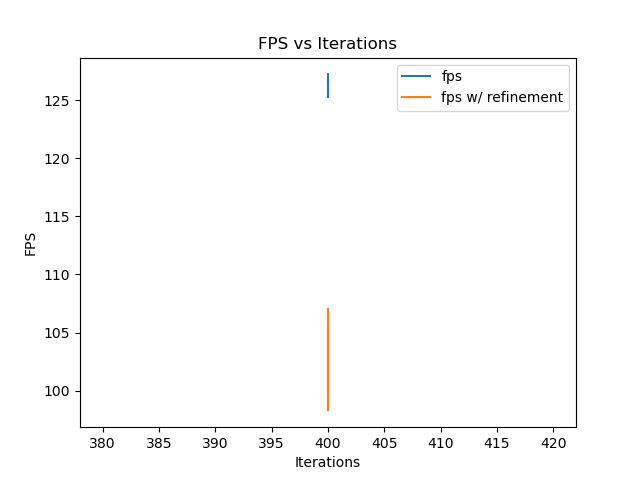 FPS vs Iterations
fps
fps w/ refinement
FPS
125
120
115
110
105
100
380 385 390 395 400 405 410 415 420
Iterations